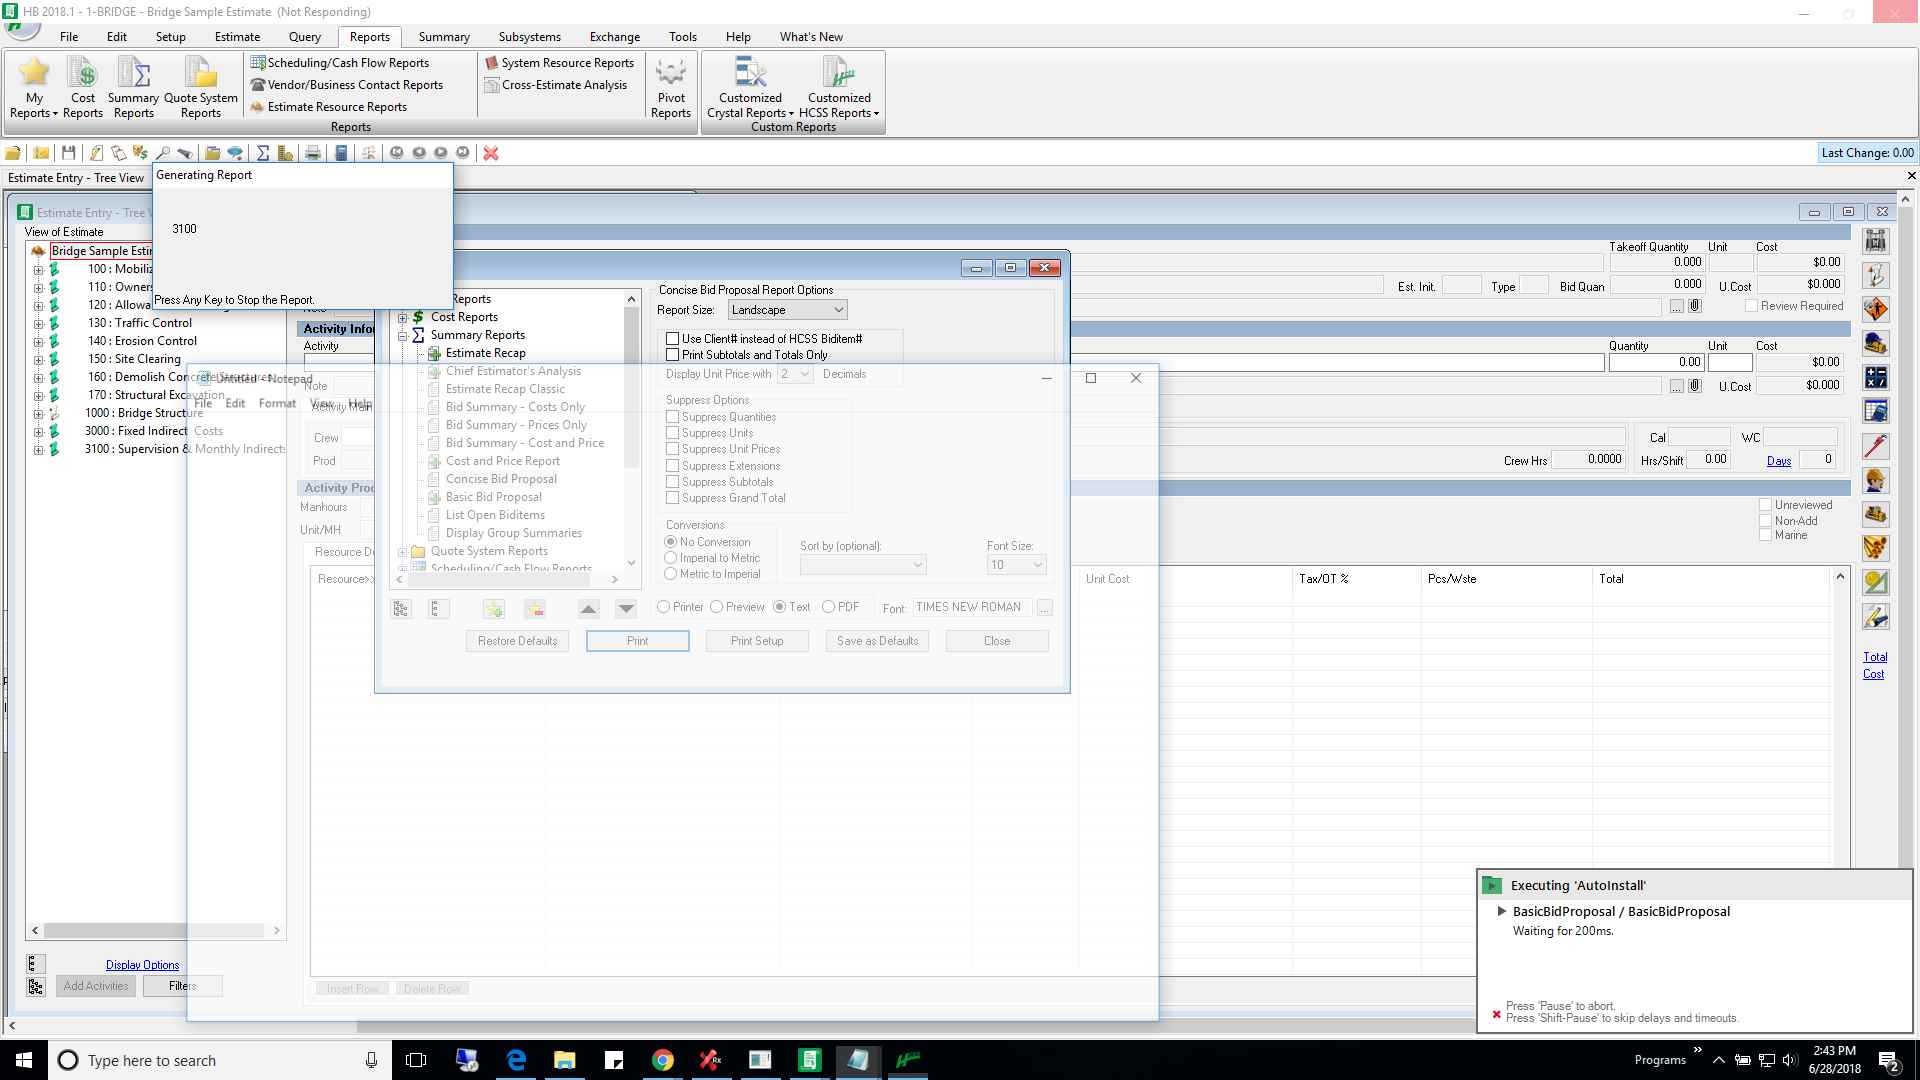 HB 2018.1 - 1-BRIDGE - Bridge Sample Estimate (Not Responding)
File Edit Setup Estimate Query Reports Summary Subsystems Exchange Tools Help What's New
My Reports
Cost Reports
Summary Reports
Quote System Reports
Scheduling/Cash Flow Reports
Vendor/Business Contact Reports
Estimate Resource Reports
System Resource Reports
Cross-Estimate Analysis
Pivot Reports
Reports
Customized Crystal Reports
Customized HCSS Reports
Custom Reports
Last Change: 0.00
Estimate Entry - Tree View
Generating Report
3100
Press Any Key to Stop the Report.
Estimate Entry - Tree
View of Estimate
Bridge Sample Estim
100 : Mobiliz
110 : Owners
120 : Allowa
130 : Traffic Control
140 : Erosion Control
150 : Site Clearing
160 : Demolish Concrete Structures
170 : Structural Excavation
1000 : Bridge Structure
3000 : Fixed Indirect Costs
3100 : Supervision & Monthly Indirects
Display Options
Add Activities Filters
Untitled - Notepad
File Edit Format View Help
Note
Activity Infor
Activity
Note
Activity Man
Crew
Prod
Activity Prod
Manhours
Unit/MH
Resource De
Resource>>
Reports
Cost Reports
Summary Reports
Estimate Recap
Chief Estimator's Analysis
Estimate Recap Classic
Bid Summary - Costs Only
Bid Summary - Prices Only
Bid Summary - Cost and Price
Cost and Price Report
Concise Bid Proposal
Basic Bid Proposal
List Open Biditems
Display Group Summaries
Quote System Reports
Scheduling/Cash Flow Reports
Concise Bid Proposal Report Options
Report Size: Landscape
Use Client# instead of HCSS Biditem#
Print Subtotals and Totals Only
Display Unit Price with 2 Decimals
Suppress Options
Suppress Quantities
Suppress Units
Suppress Unit Prices
Suppress Extensions
Suppress Subtotals
Suppress Grand Total
Conversions
No Conversion
Imperial to Metric
Metric to Imperial
Sort by (optional):
Font Size:
10
Printer Preview Text PDF Font: TIMES NEW ROMAN ...
Restore Defaults Print Print Setup Save as Defaults Close
Takeoff Quantity Unit Cost
0.000 $0.00
Est. Init. Type Bid Quan 0.000 U.Cost $0.000
... Review Required
Quantity Unit Cost
0.00 $0.00
... U.Cost $0.000
Cal WC
Crew Hrs 0.0000 Hrs/Shift 0.00 Days 0
Unreviewed
Non-Add
Marine
Unit Cost Tax/OT % Pcs/Wste Total
Total Cost
Insert Row Delete Row
Executing 'AutoInstall'
BasicBidProposal / BasicBidProposal
Waiting for 200ms.
Press 'Pause' to abort.
Press 'Shift-Pause' to skip delays and timeouts.
Type here to search
Programs
2:43 PM
6/28/2018
2